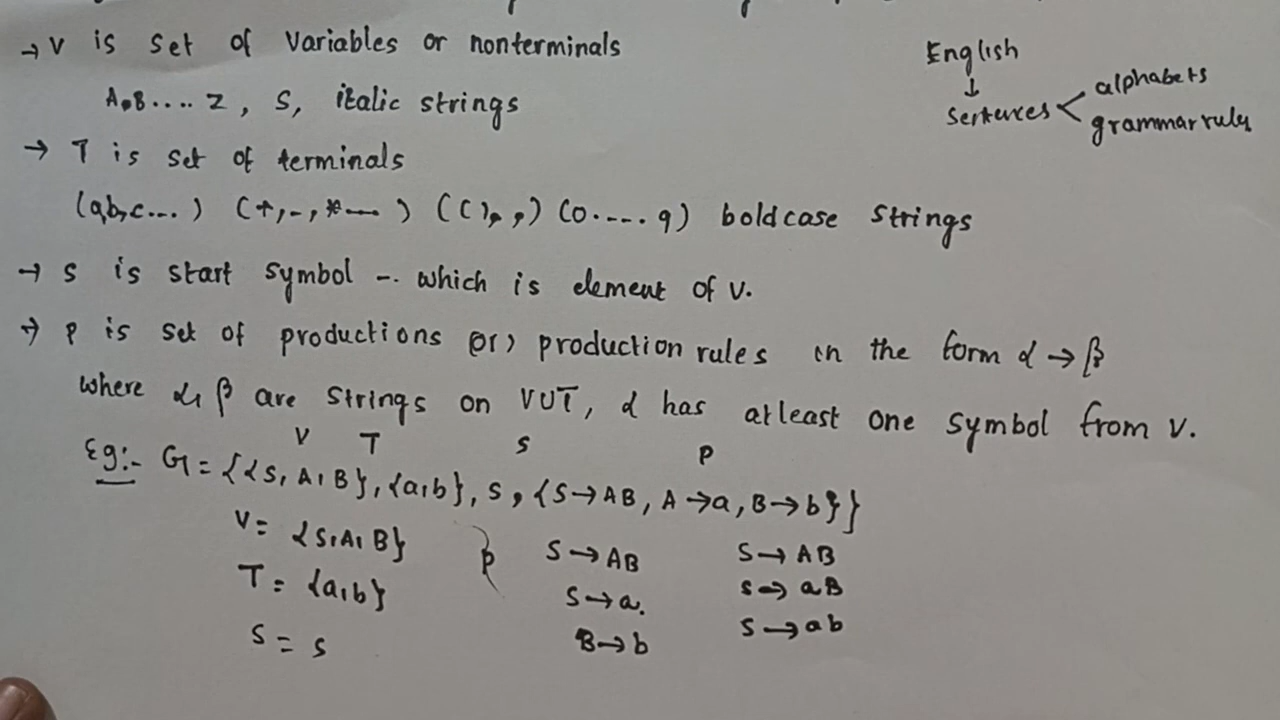 → V is set of Variables or nonterminals
A,B....Z, S, italic strings
English
↓
Sentences < alphabets
grammar rules
→ T is set of terminals
(a,b,c...) (+,-,*---) ((),,) (0....9) boldcase strings
→ S is start symbol -. which is element of V.
→ P is set of productions (or) production rules in the form α → β
where α, β are strings on VUT, α has atleast one symbol from V.
V T S P
Eg:- G = {{S, A, B}, {a,b}, S, {S→AB, A→a, B→b}}
V = {S,A,B}
T = {a,b}
S = S
P
S→AB
S→a.
B→b
S→AB
S→aB
S→ab